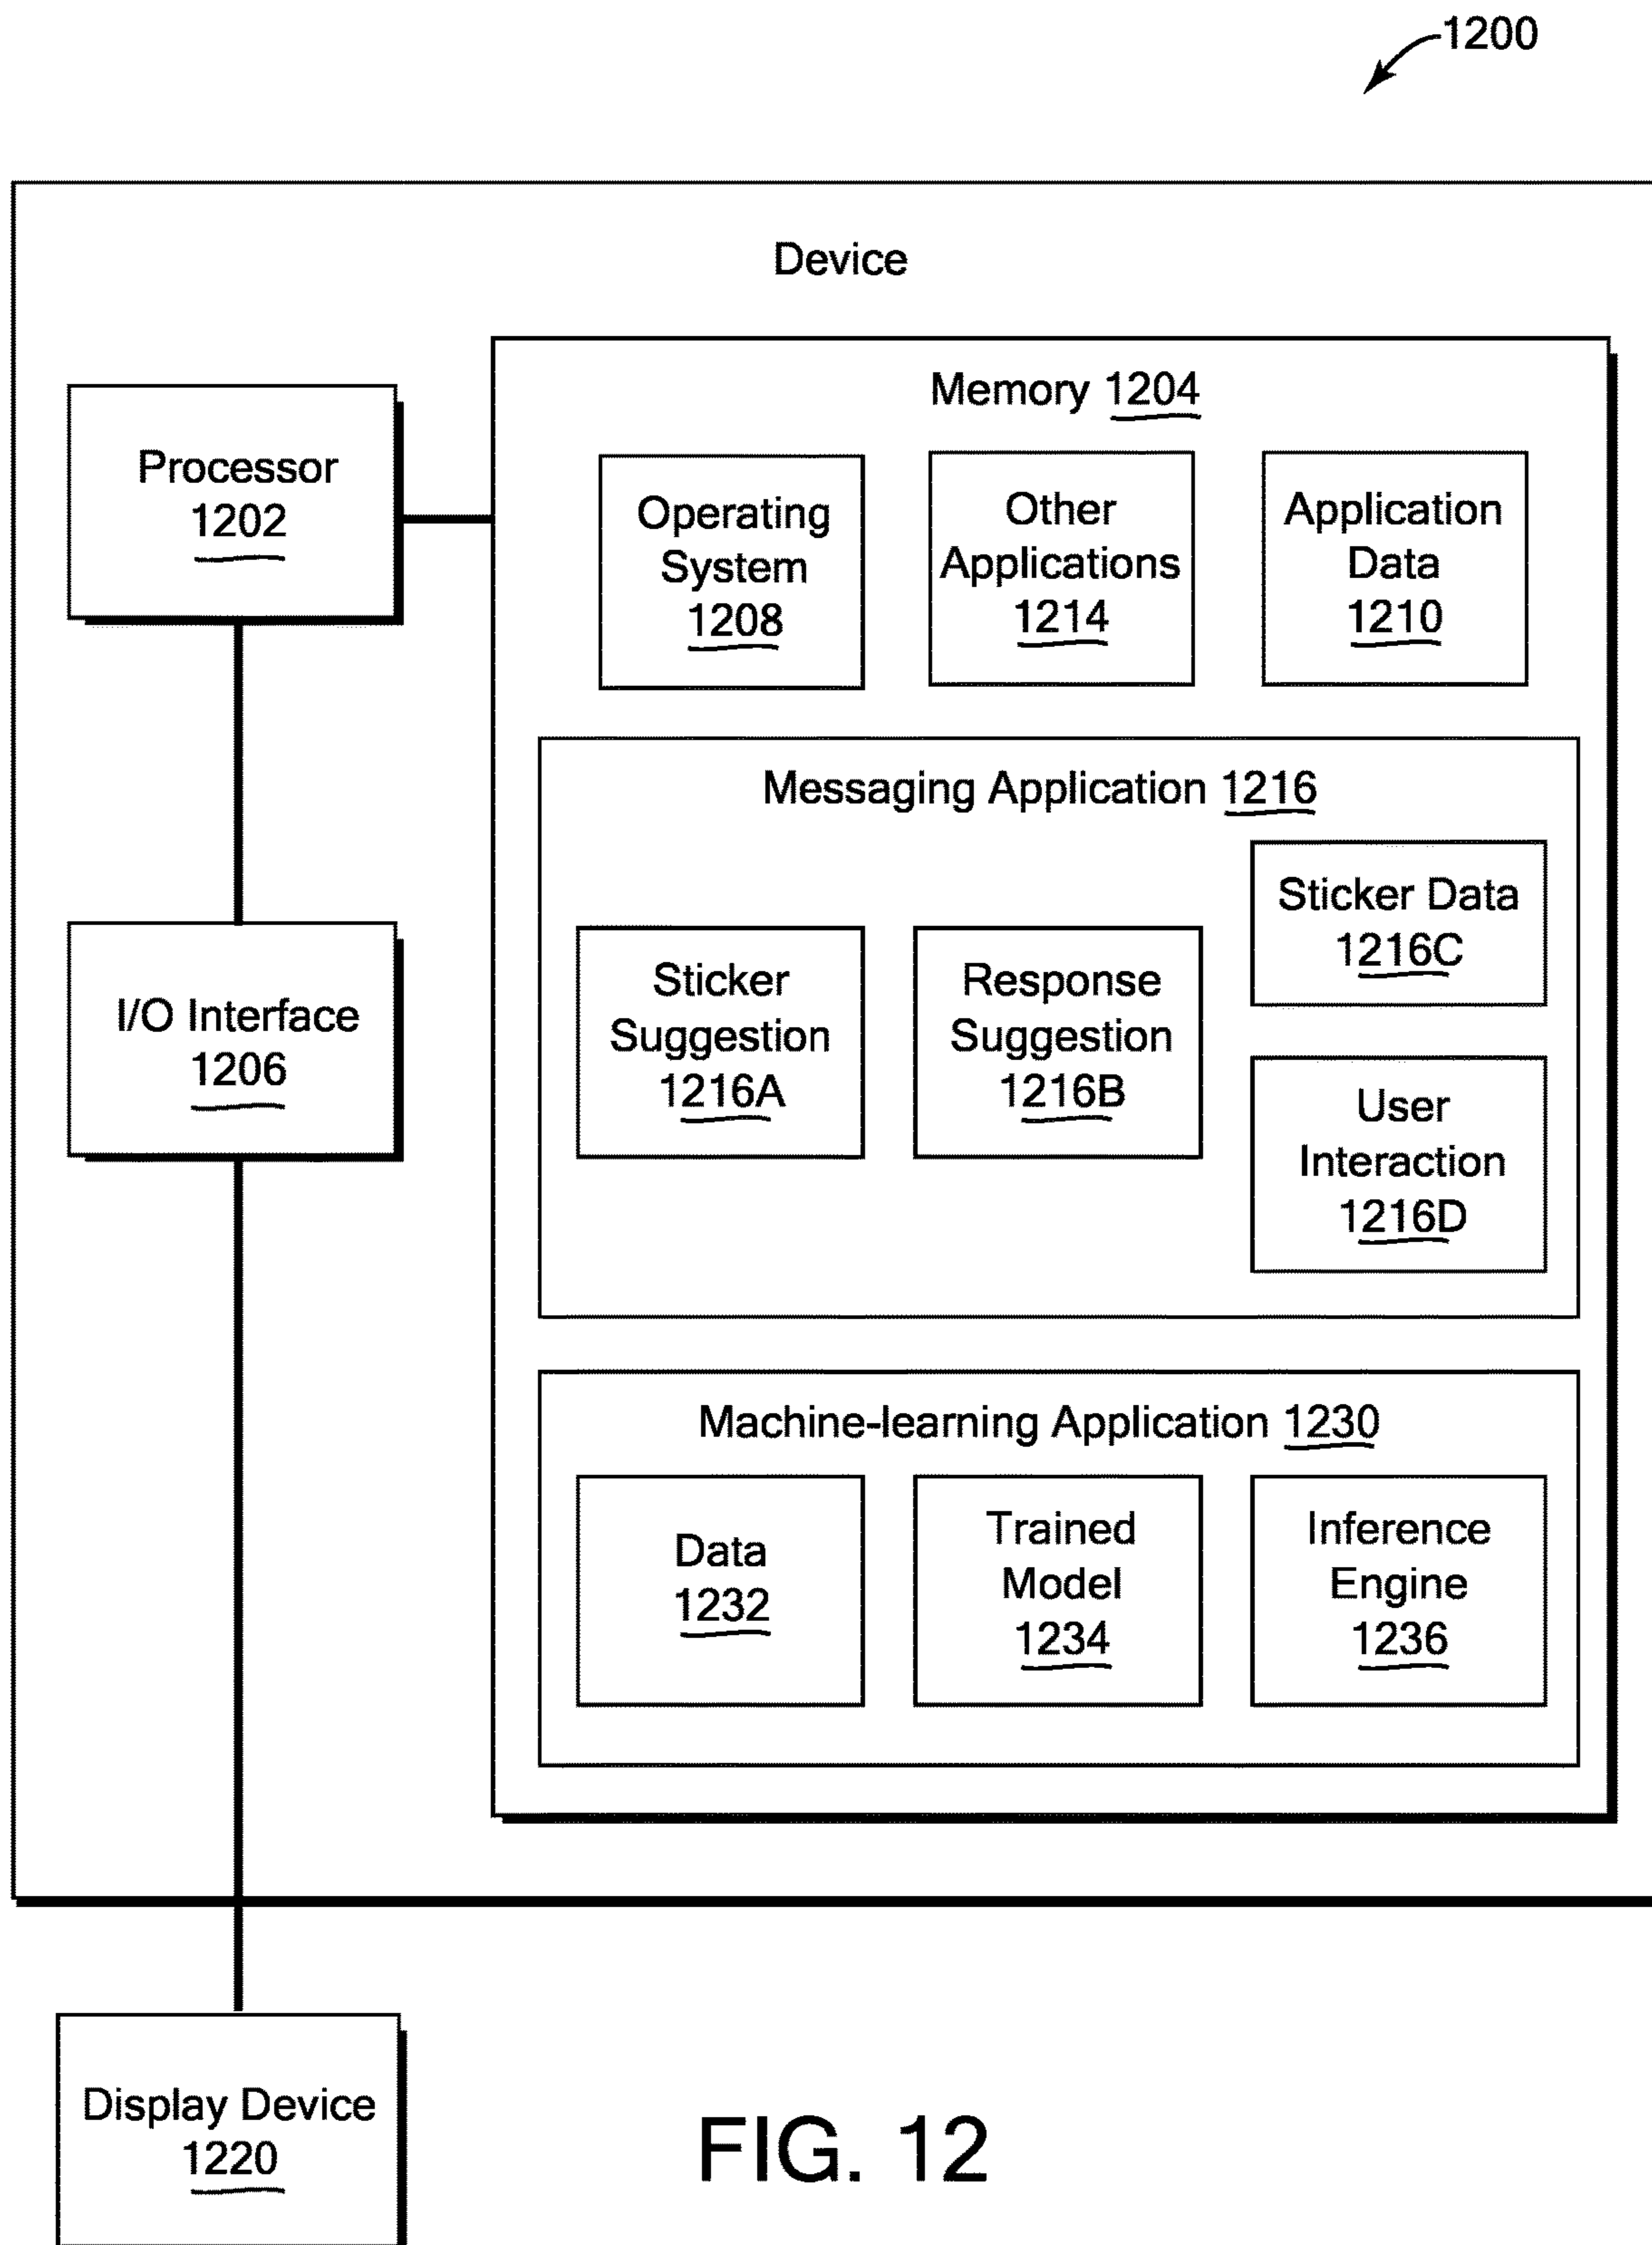 1200
Device
Processor
1202
Memory 1204
Operating
System
1208
Other
Applications
1214
Application
Data
1210
Messaging Application 1216
Sticker
Suggestion
1216A
Response
Suggestion
1216B
Sticker Data
1216C
User
Interaction
1216D
I/O Interface
1206
Machine-learning Application 1230
Data
1232
Trained
Model
1234
Inference
Engine
1236
Display Device
1220
FIG. 12